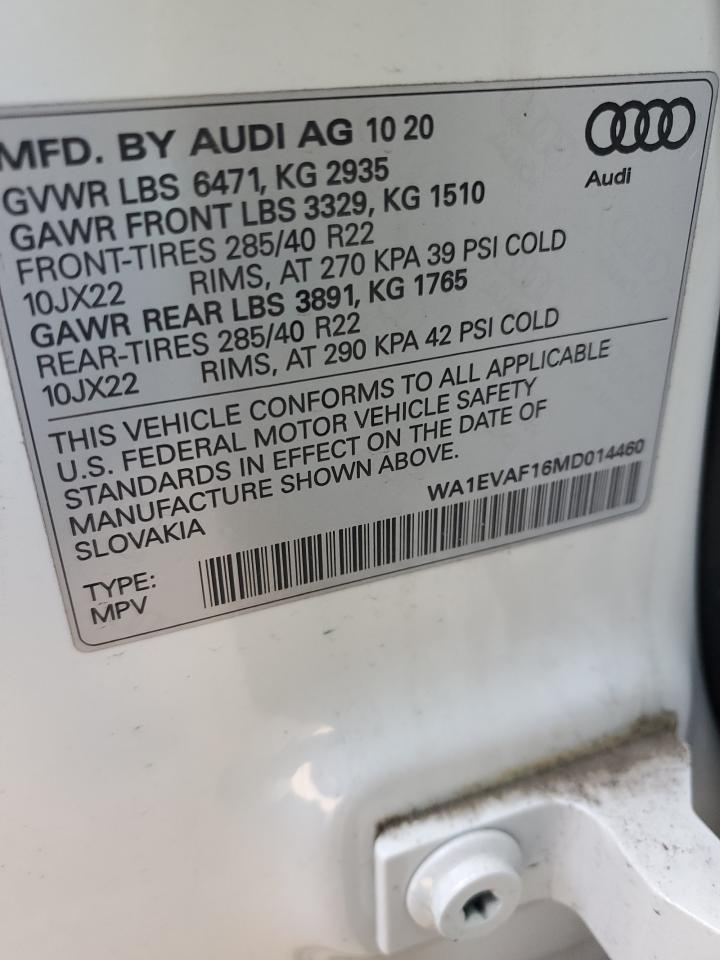 MFD. BY AUDI AG 10 20
Audi
GVWR LBS 6471, KG 2935
GAWR FRONT LBS 3329, KG 1510
FRONT-TIRES 285/40 R22
10JX22 RIMS, AT 270 KPA 39 PSI COLD
GAWR REAR LBS 3891, KG 1765
REAR-TIRES 285/40 R22
10JX22 RIMS, AT 290 KPA 42 PSI COLD
THIS VEHICLE CONFORMS TO ALL APPLICABLE
U.S. FEDERAL MOTOR VEHICLE SAFETY
STANDARDS IN EFFECT ON THE DATE OF
MANUFACTURE SHOWN ABOVE.
SLOVAKIA
WA1EVAF16MD014460
TYPE:
MPV